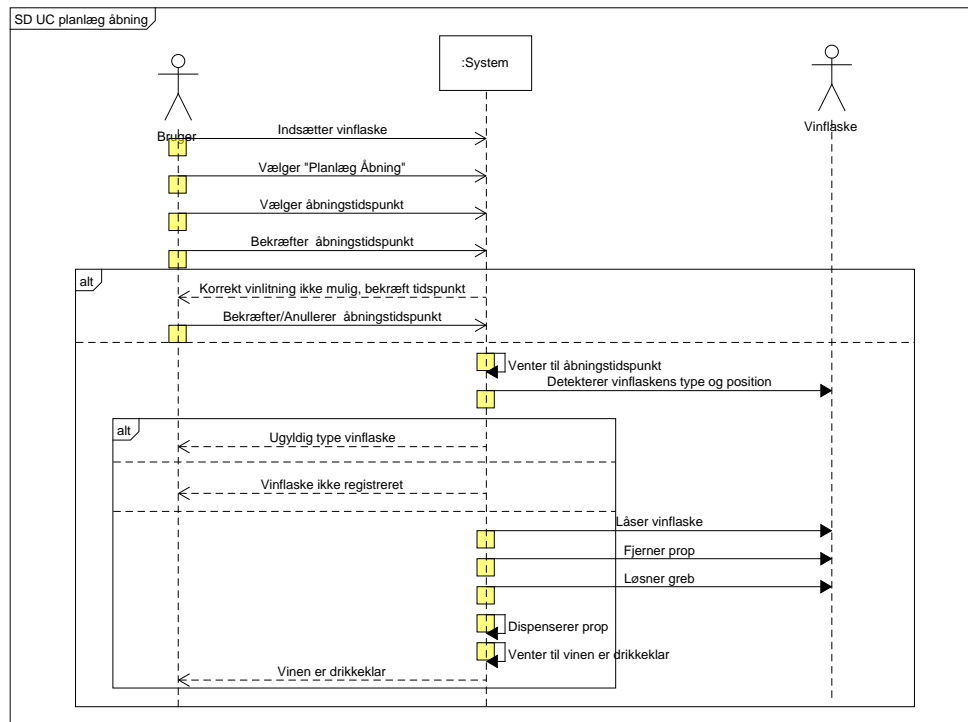 SD UC planlæg åbning
:System
Bruger
Vinflaske
Indsætter vinflaske
Vælger "Planlæg Åbning"
Vælger åbningstidspunkt
Bekræfter åbningstidspunkt
alt
Korrekt vinlitning ikke mulig, bekræft tidspunkt
Bekræfter/Anullerer åbningstidspunkt
Venter til åbningstidspunkt
Detekterer vinflaskens type og position
alt
Ugyldig type vinflaske
Vinflaske ikke registreret
Låser vinflaske
Fjerner prop
Løsner greb
Dispenserer prop
Venter til vinen er drikkeklar
Vinen er drikkeklar